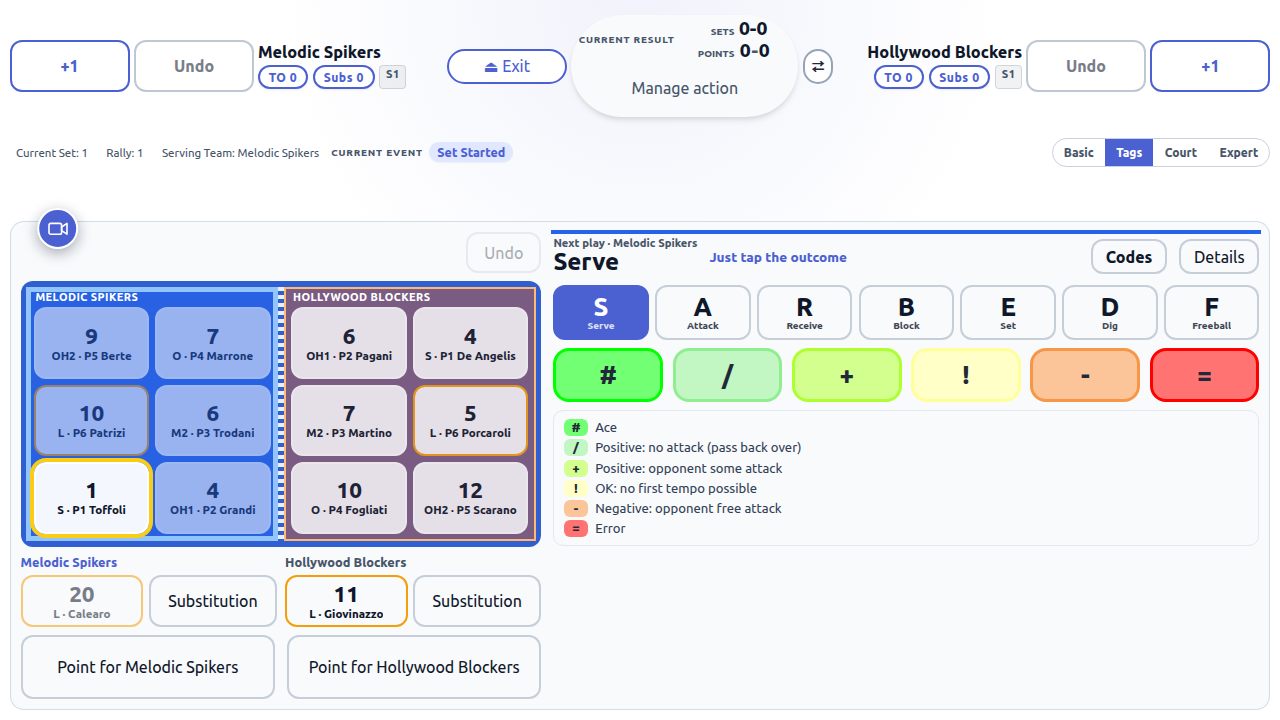 +1
Undo
Melodic Spikers
TO 0
Subs 0
S1
⏏ Exit
CURRENT RESULT
SETS 0-0
POINTS 0-0
Manage action
⇄
Hollywood Blockers
TO 0
Subs 0
S1
Undo
+1
Current Set: 1
Rally: 1
Serving Team: Melodic Spikers
CURRENT EVENT
Set Started
Basic
Tags
Court
Expert
Undo
MELODIC SPIKERS
9
OH2 · P5 Berte
7
O · P4 Marrone
10
L · P6 Patrizi
6
M2 · P3 Trodani
1
S · P1 Toffoli
4
OH1 · P2 Grandi
HOLLYWOOD BLOCKERS
6
OH1 · P2 Pagani
4
S · P1 De Angelis
7
M2 · P3 Martino
5
L · P6 Porcaroli
10
O · P4 Fogliati
12
OH2 · P5 Scarano
Melodic Spikers
20
L · Calearo
Substitution
Hollywood Blockers
11
L · Giovinazzo
Substitution
Point for Melodic Spikers
Point for Hollywood Blockers
Next play · Melodic Spikers
Serve
Just tap the outcome
Codes
Details
S
Serve
A
Attack
R
Receive
B
Block
E
Set
D
Dig
F
Freeball
#
/
+
!
-
=
# Ace
/ Positive: no attack (pass back over)
+ Positive: opponent some attack
! OK: no first tempo possible
- Negative: opponent free attack
= Error